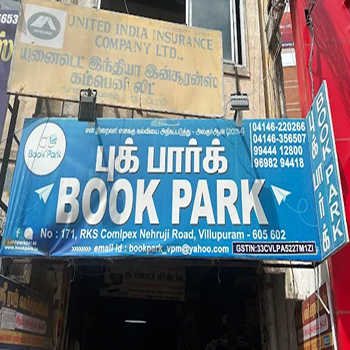 3653
UNITED INDIA INSURANCE
COMPANY LTD.,
யுனைடெட் இந்தியா இன்சூரன்ஸ்
கம்பெனி லிட்
Book Park
புக் பார்க்
BOOK PARK
04146-220266
04146-356507
99444 12800
96982 94418
No : 171, RKS Comlpex Nehruji Road, Villupuram - 605 602
email id : bookpark_vpm@yahoo.com
GSTIN:33CVLPA5227M1ZI
BOOK PARK
புக் பார்க்